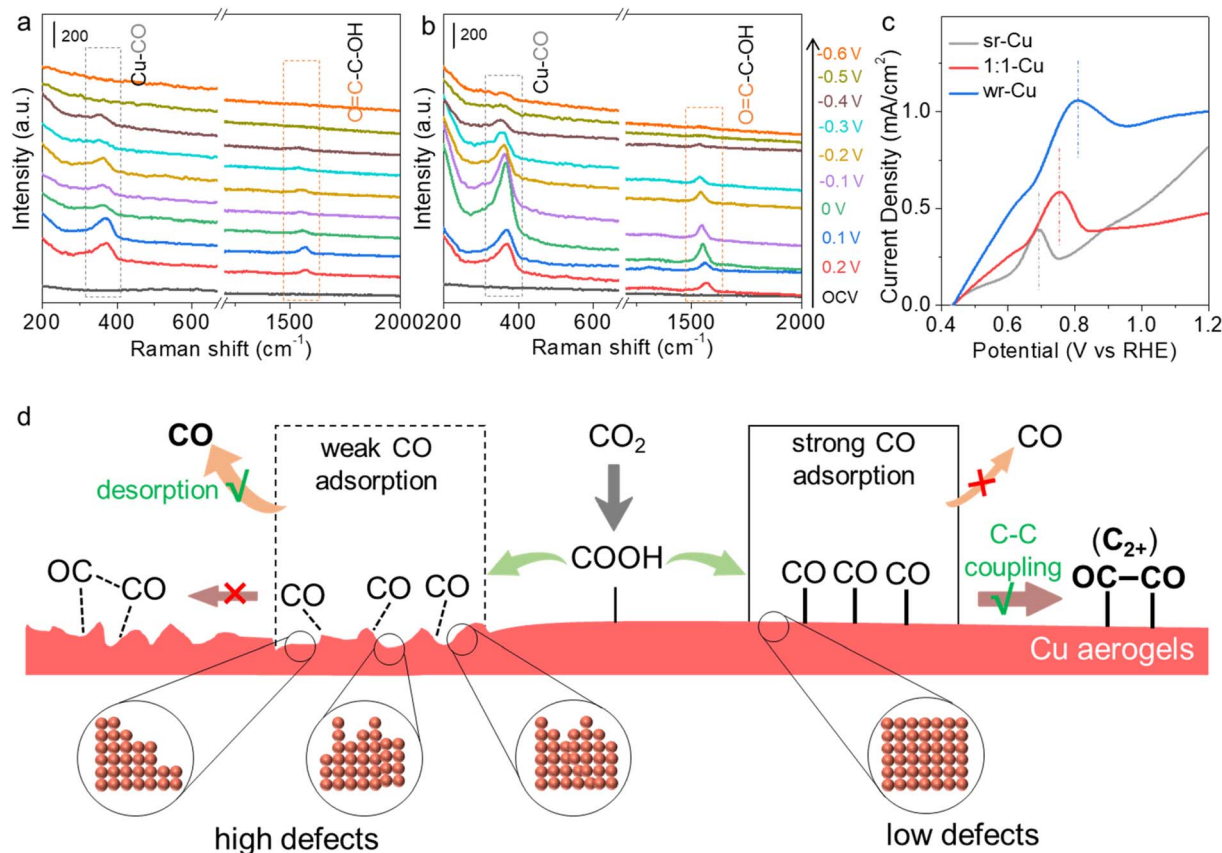 a
200
Cu-CO
O=C-C-OH
Intensity (a.u.)
200
400
600
1500
2000
Raman shift (cm⁻¹)
b
200
Cu-CO
O=C-C-OH
-0.6 V
-0.5 V
-0.4 V
-0.3 V
-0.2 V
-0.1 V
0 V
0.1 V
0.2 V
OCV
Intensity (a.u.)
200
400
600
1500
2000
Raman shift (cm⁻¹)
c
sr-Cu
1:1-Cu
wr-Cu
Current Density (mA/cm²)
1.0
0.5
0.0
0.4
0.6
0.8
1.0
1.2
Potential (V vs RHE)
d
CO
weak CO
adsorption
desorption √
CO₂
strong CO
adsorption
CO
COOH
C-C
coupling
√
(C₂₊)
OC–CO
OC
CO
CO
CO
CO
CO CO CO
Cu aerogels
high defects
low defects